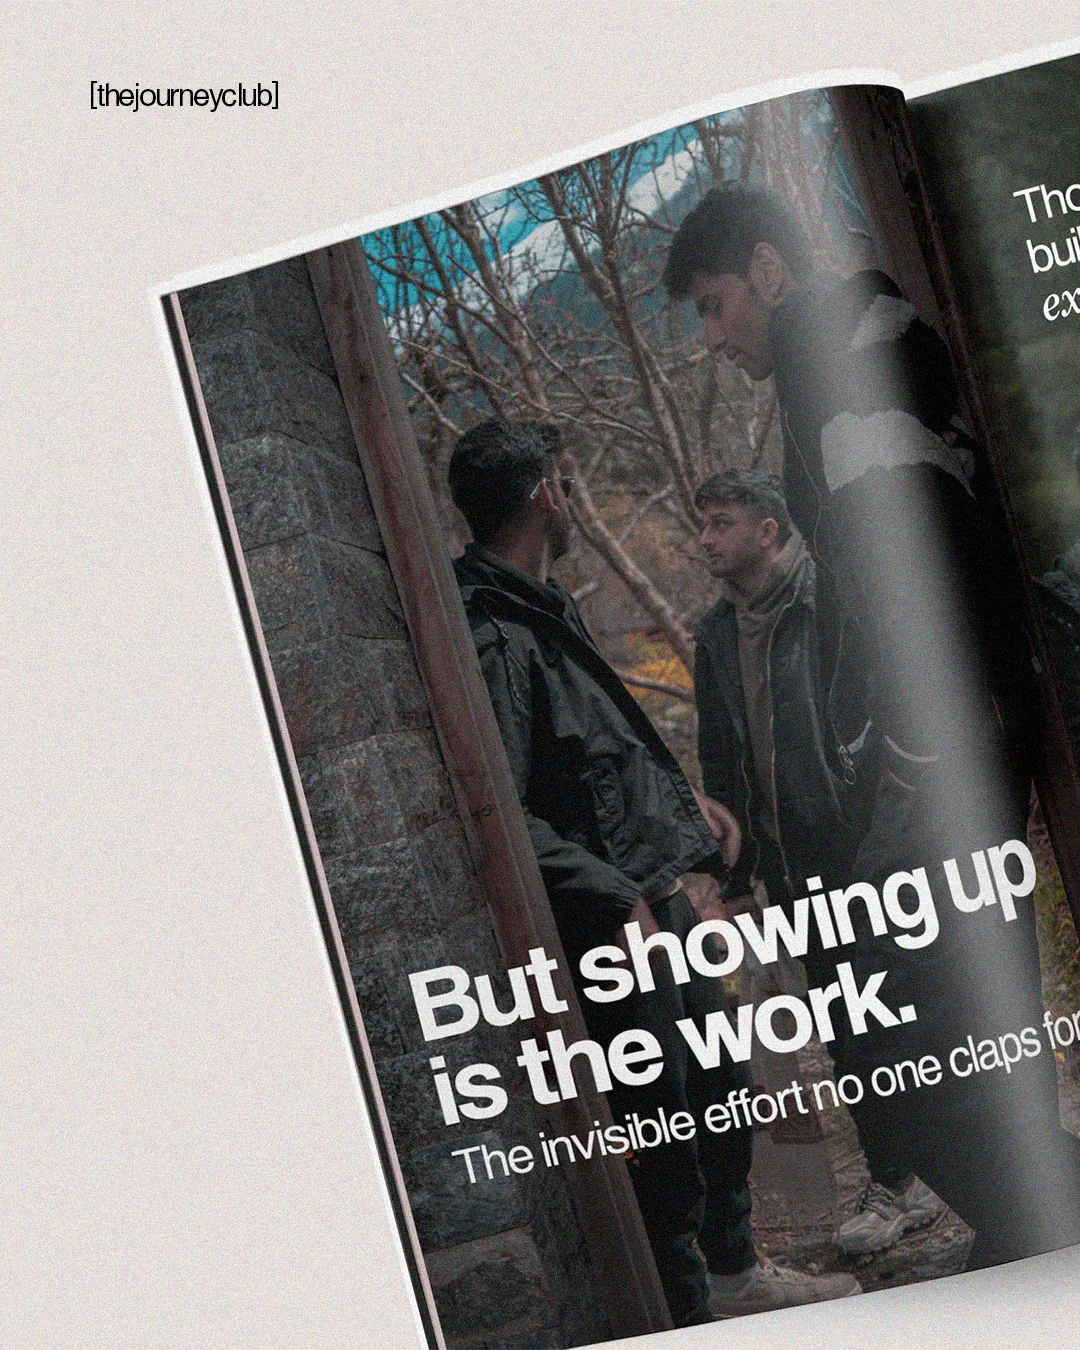 [thejourneyclub]
But showing up
is the work.
The invisible effort no one claps for